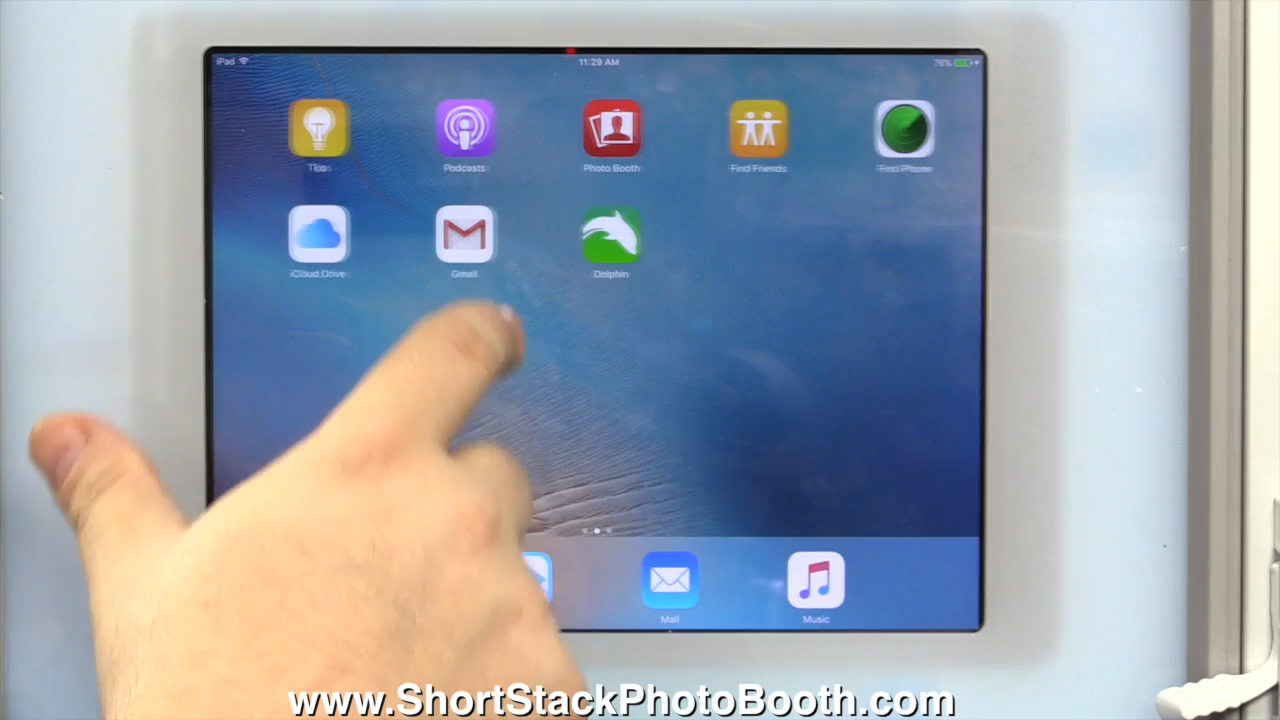 iPad 11:29 AM 76%
Tips Podcasts Photo Booth Find Friends Find iPhone
iCloud Drive Gmail Dolphin
Mail Music
www.ShortStackPhotoBooth.com